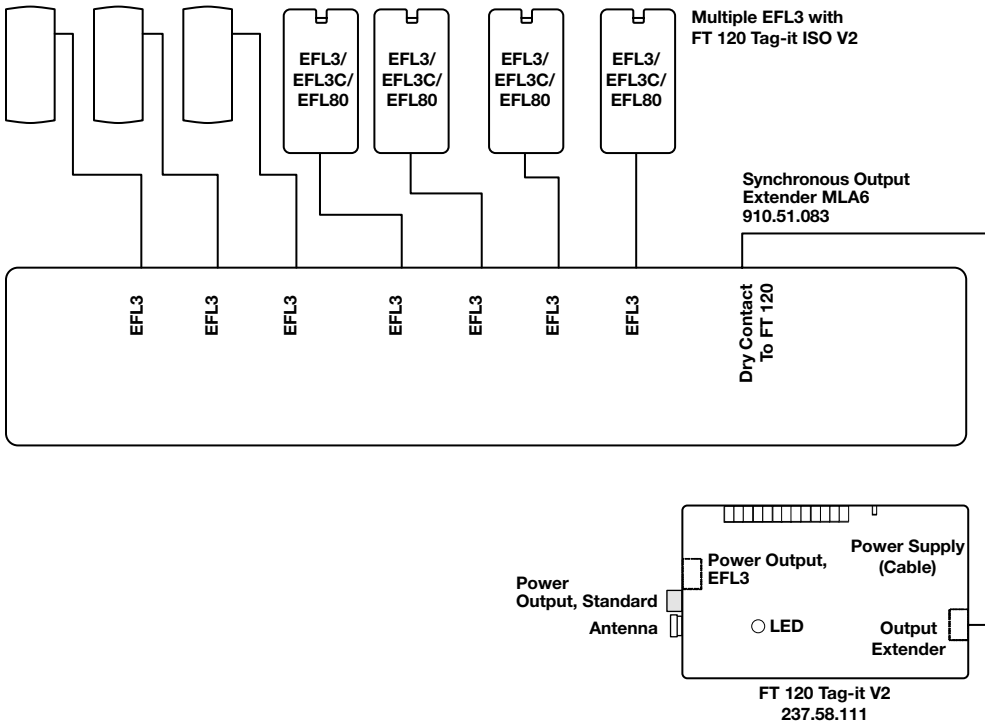 Multiple EFL3 with
FT 120 Tag-it ISO V2
EFL3/
EFL3C/
EFL80
EFL3/
EFL3C/
EFL80
EFL3/
EFL3C/
EFL80
EFL3/
EFL3C/
EFL80
Synchronous Output
Extender MLA6
910.51.083
EFL3
EFL3
EFL3
EFL3
EFL3
EFL3
EFL3
Dry Contact
To FT 120
Power Output,
EFL3
Power Supply
(Cable)
Power
Output, Standard
Antenna
LED
Output
Extender
FT 120 Tag-it V2
237.58.111